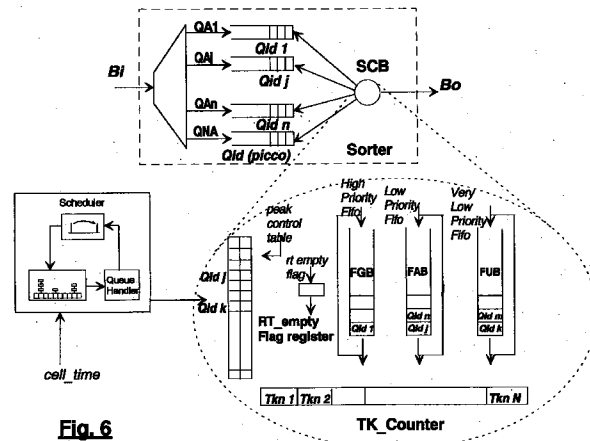 QA1
Qid 1
QAj
Qid j
SCB
Bi
Bo
QAn
Qid n
QNA
Qid (picco)
Sorter
Scheduler
Queue
Handler
cell_time
Qid j
Qid k
peak
control
table
rt empty
flag
RT_empty
Flag register
High
Priority
Fifo
Low
Priority
Fifo
Very
Low
Priority
Fifo
FGB
FAB
FUB
Qid n
Qid m
Qid 1
Qid j
Qid k
Tkn 1
Tkn 2
Tkn N
TK_Counter
Fig. 6